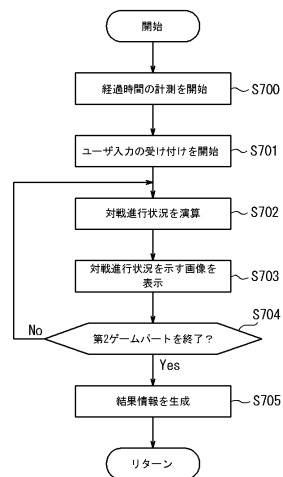 開始
経過時間の計測を開始
S700
ユーザ入力の受け付けを開始
S701
対戦進行状況を演算
S702
対戦進行状況を示す画像を
表示
S703
第2ゲームパートを終了?
S704
No
Yes
結果情報を生成
S705
リターン